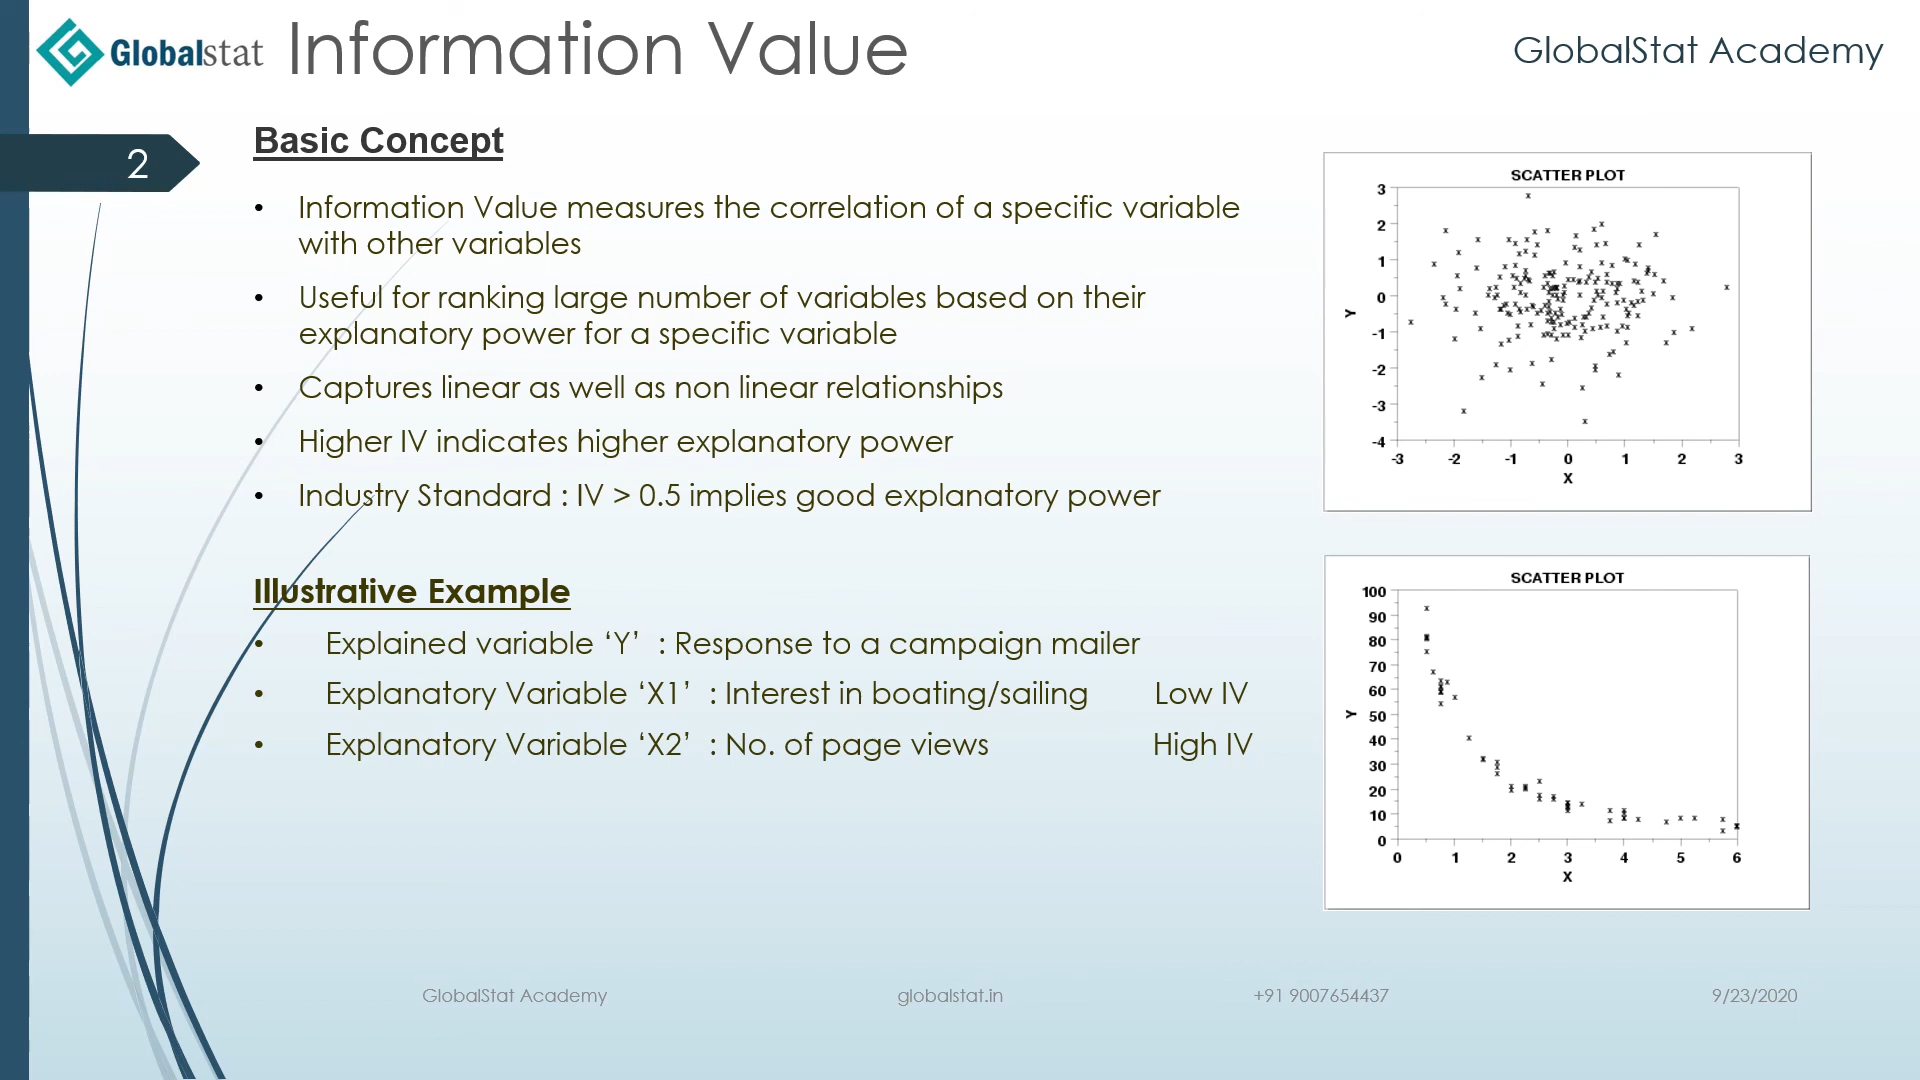 Globalstat
Information Value
GlobalStat Academy
2
Basic Concept
• Information Value measures the correlation of a specific variable
with other variables
• Useful for ranking large number of variables based on their
explanatory power for a specific variable
• Captures linear as well as non linear relationships
• Higher IV indicates higher explanatory power
• Industry Standard : IV > 0.5 implies good explanatory power
Illustrative Example
• Explained variable ‘Y’ : Response to a campaign mailer
• Explanatory Variable ‘X1’ : Interest in boating/sailing Low IV
• Explanatory Variable ‘X2’ : No. of page views High IV
SCATTER PLOT
3
2
1
0
-1
-2
-3
-4
Y
-3 -2 -1 0 1 2 3
X
SCATTER PLOT
100
90
80
70
60
50
40
30
20
10
0
Y
0 1 2 3 4 5 6
X
GlobalStat Academy globalstat.in +91 9007654437 9/23/2020